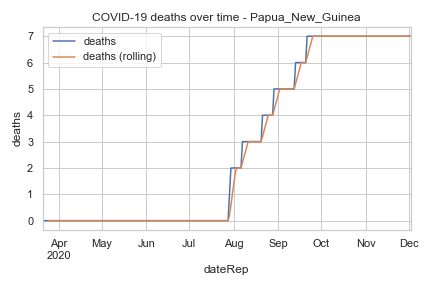 COVID-19 deaths over time - Papua_New_Guinea
deaths
deaths (rolling)
7
6
5
4
3
2
1
0
deaths
Apr May Jun Jul Aug Sep Oct Nov Dec
2020
dateRep